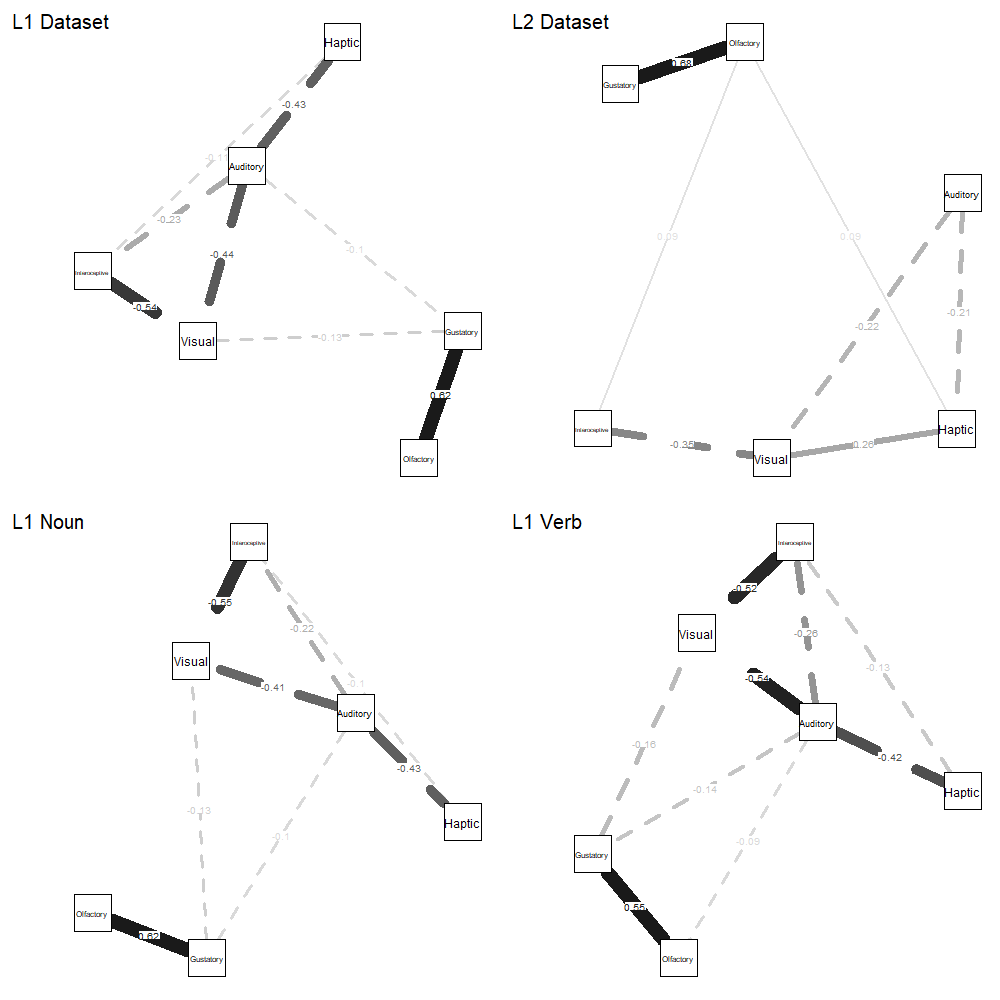 L1 Dataset
Haptic
-0.43
-0.1
Auditory
-0.23
-0.44
-0.1
Interoceptive
-0.54
Visual
-0.13
Gustatory
0.62
Olfactory
L2 Dataset
Olfactory
0.68
Gustatory
Auditory
0.09
0.09
-0.21
-0.22
Interoceptive
-0.35
Visual
0.26
Haptic
L1 Noun
Interoceptive
-0.55
-0.22
Visual
-0.41
-0.1
Auditory
-0.43
-0.13
-0.1
Haptic
Olfactory
0.62
Gustatory
L1 Verb
Interoceptive
-0.52
Visual
-0.26
-0.13
-0.54
Auditory
-0.42
-0.16
-0.14
Haptic
-0.09
Gustatory
0.55
Olfactory